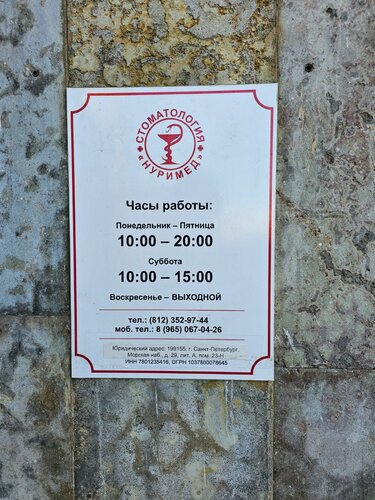 СТОМАТОЛОГИЯ
«НУРИМЕД»
Часы работы:
Понедельник – Пятница
10:00 – 20:00
Суббота
10:00 – 15:00
Воскресенье – ВЫХОДНОЙ
тел.: (812) 352-97-44
моб. тел.: 8 (965) 067-04-26
Юридический адрес: 199155, г. Санкт-Петербург,
Морская наб., д. 29, лит. А, пом. 23-Н
ИНН 7801235416, ОГРН 1037800078645